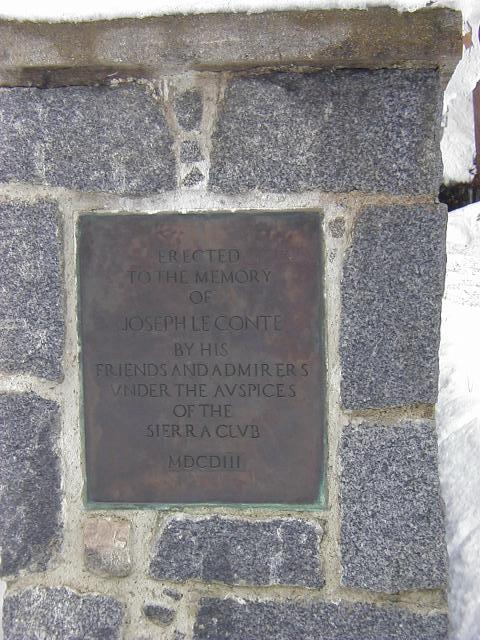 ERECTED
TO THE MEMORY
OF
JOSEPH LE CONTE
BY HIS
FRIENDS AND ADMIRERS
VNDER THE AVSPICES
OF THE
SIERRA CLVB
MDCDIII